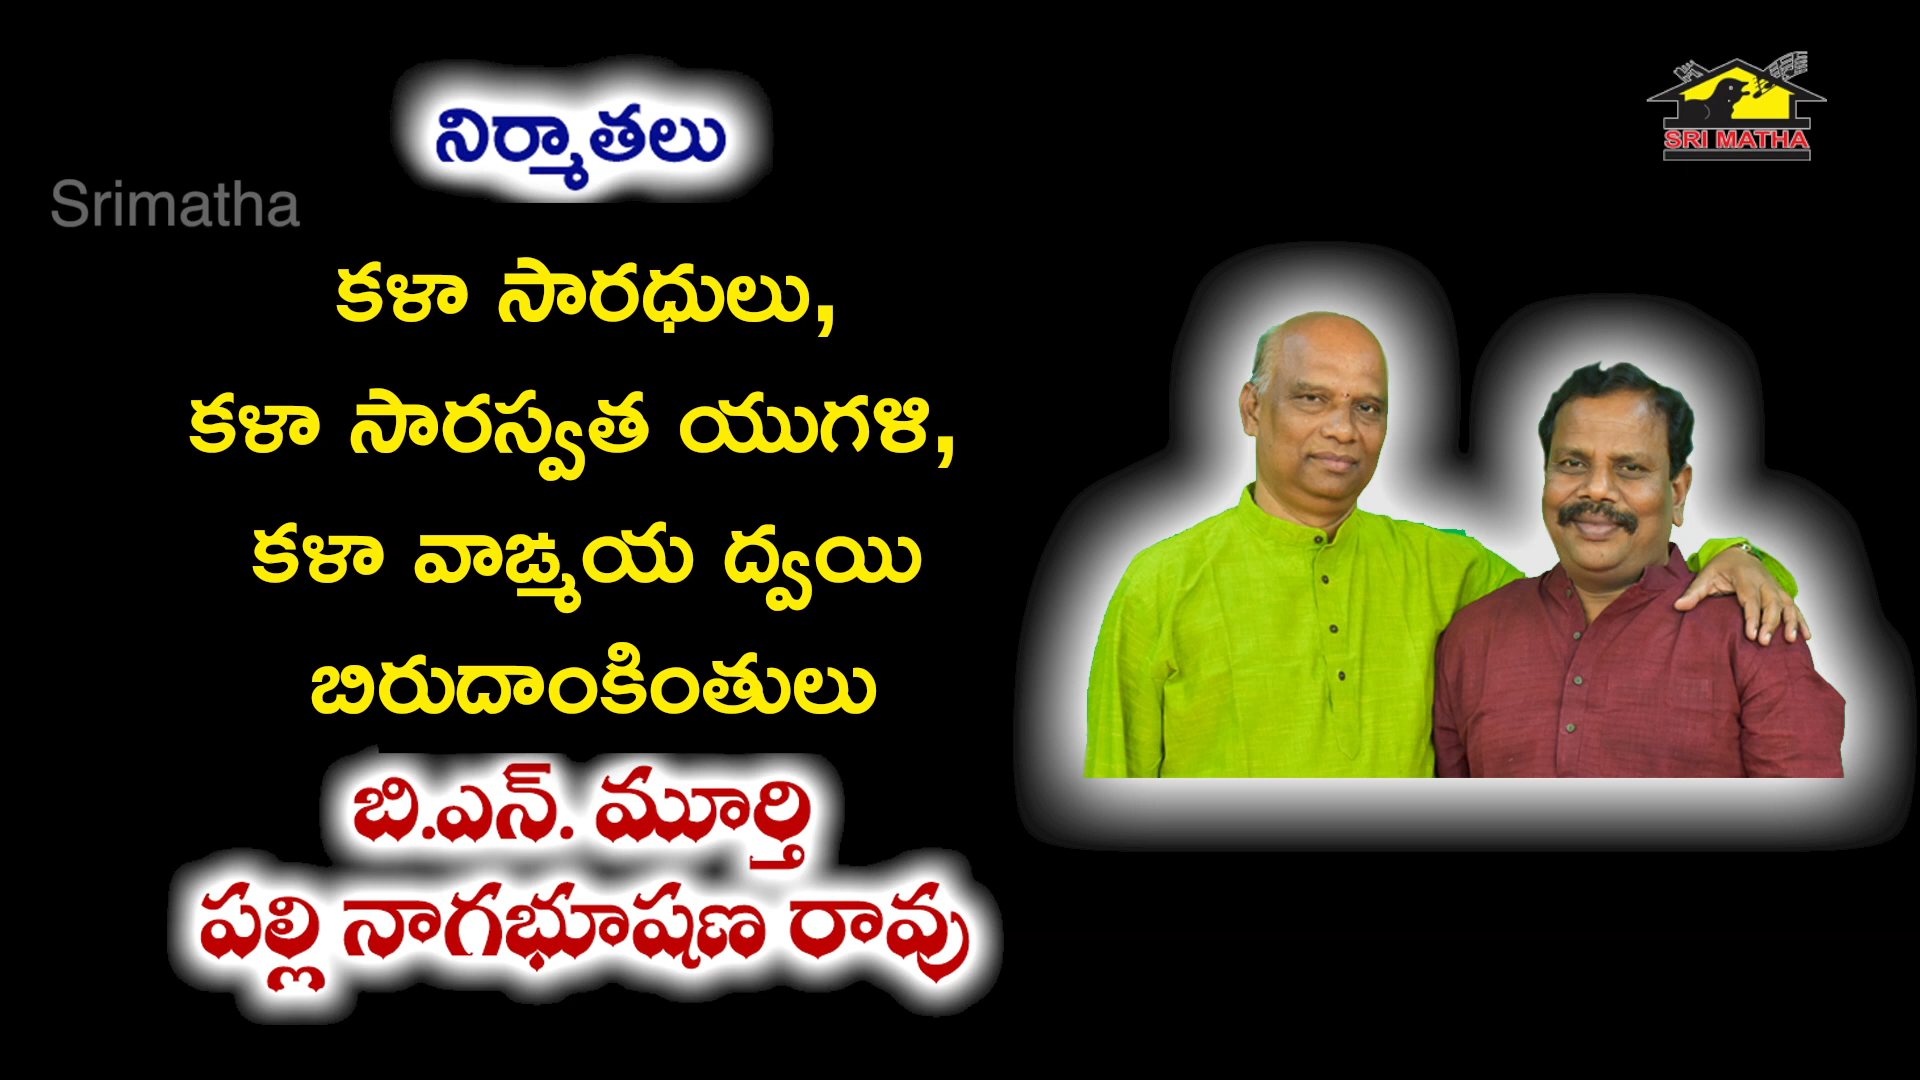 నిర్మాతలు
SRI MATHA
Srimatha
కళా సారధులు,
కళా సారస్వత యుగళి,
కళా వాఙ్మయ ద్వయి
బిరుదాంకింతులు
బి.ఎన్. మూర్తి
పల్లి నాగభూషణ రావు